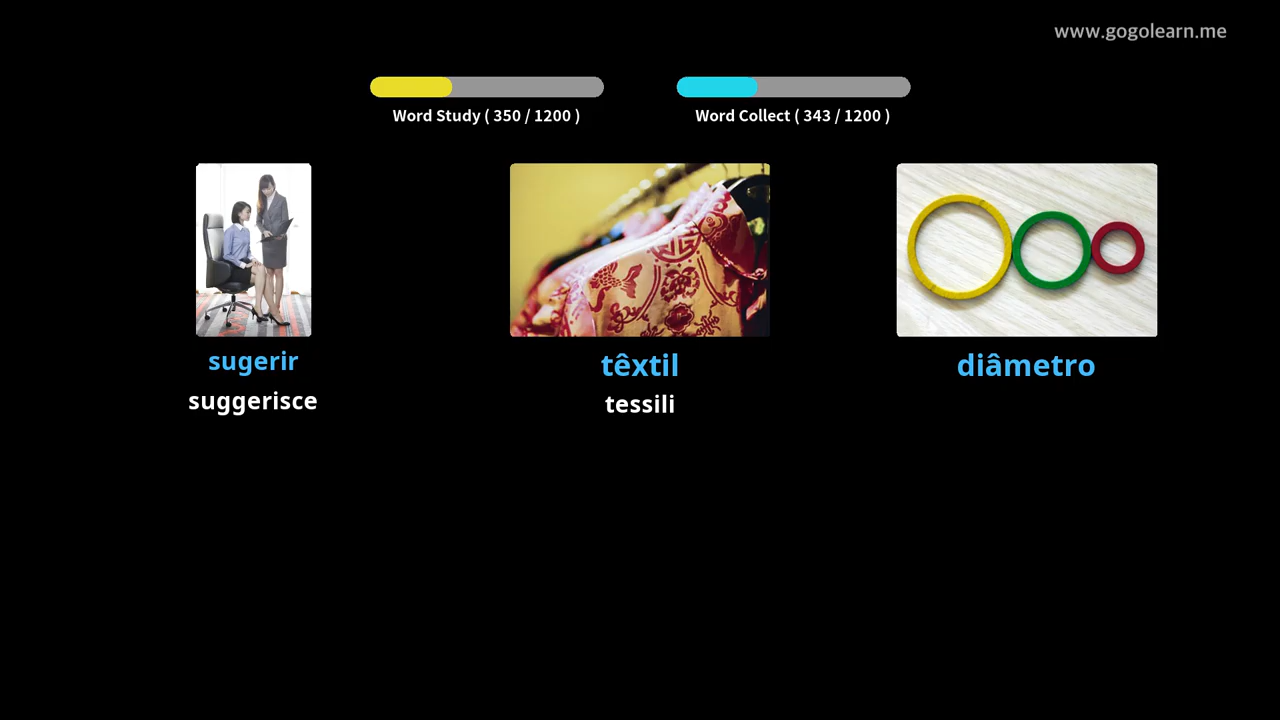 www.gogolearn.me
Word Study ( 350 / 1200 )
Word Collect ( 343 / 1200 )
sugerir
suggerisce
têxtil
tessili
diâmetro